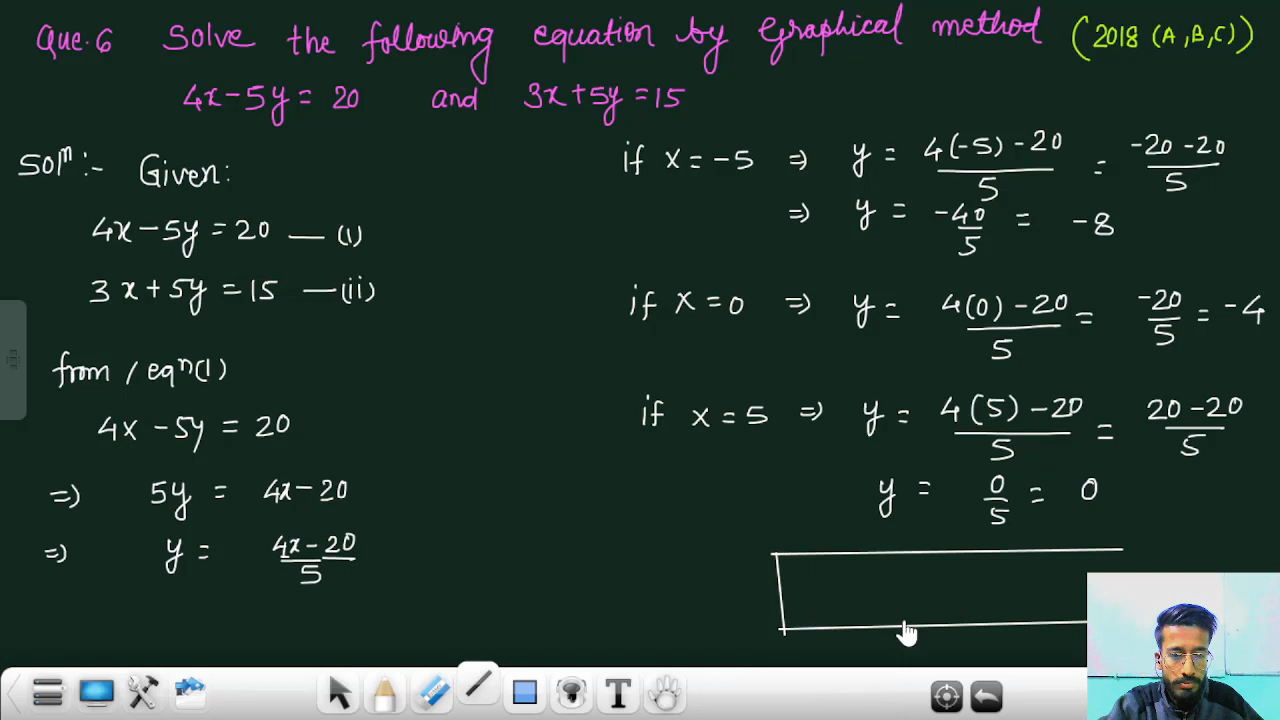 Que.6 Solve the following equation by Graphical method (2018 (A,B,C))
4x-5y= 20 and 3x+5y=15
Solⁿ:- Given:
4x-5y=20 — (i)
3x+5y=15 —(ii)
from / eqⁿ(i)
4x-5y = 20
=) 5y = 4x-20
=) y = 4x-20/5
if x=-5 => y = 4(-5)-20/5 = -20-20/5
=> y = -40/5 = -8
if x=0 => y = 4(0)-20/5 = -20/5 = -4
if x=5 => y = 4(5)-20/5 = 20-20/5
y = 0/5 = 0
T